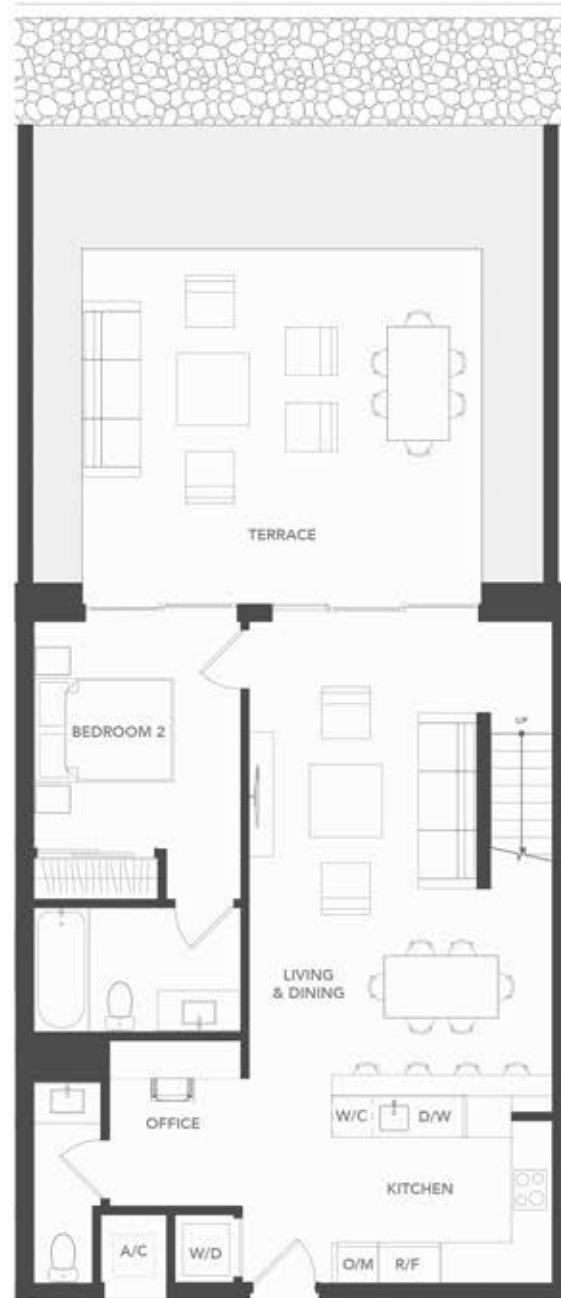 TERRACE
BEDROOM 2
UP
LIVING
& DINING
W/C
D/W
OFFICE
KITCHEN
A/C
W/D
O/M
R/F